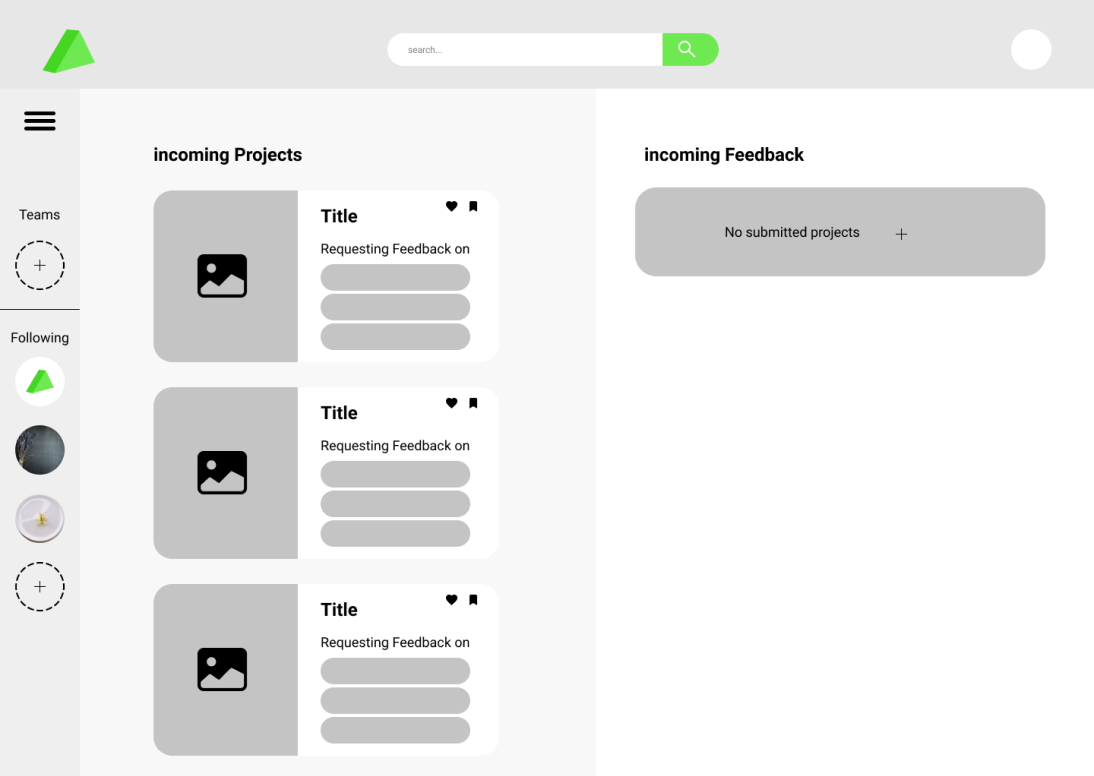 search...
Teams
Following
incoming Projects
Title
Requesting Feedback on
Title
Requesting Feedback on
Title
Requesting Feedback on
incoming Feedback
No submitted projects